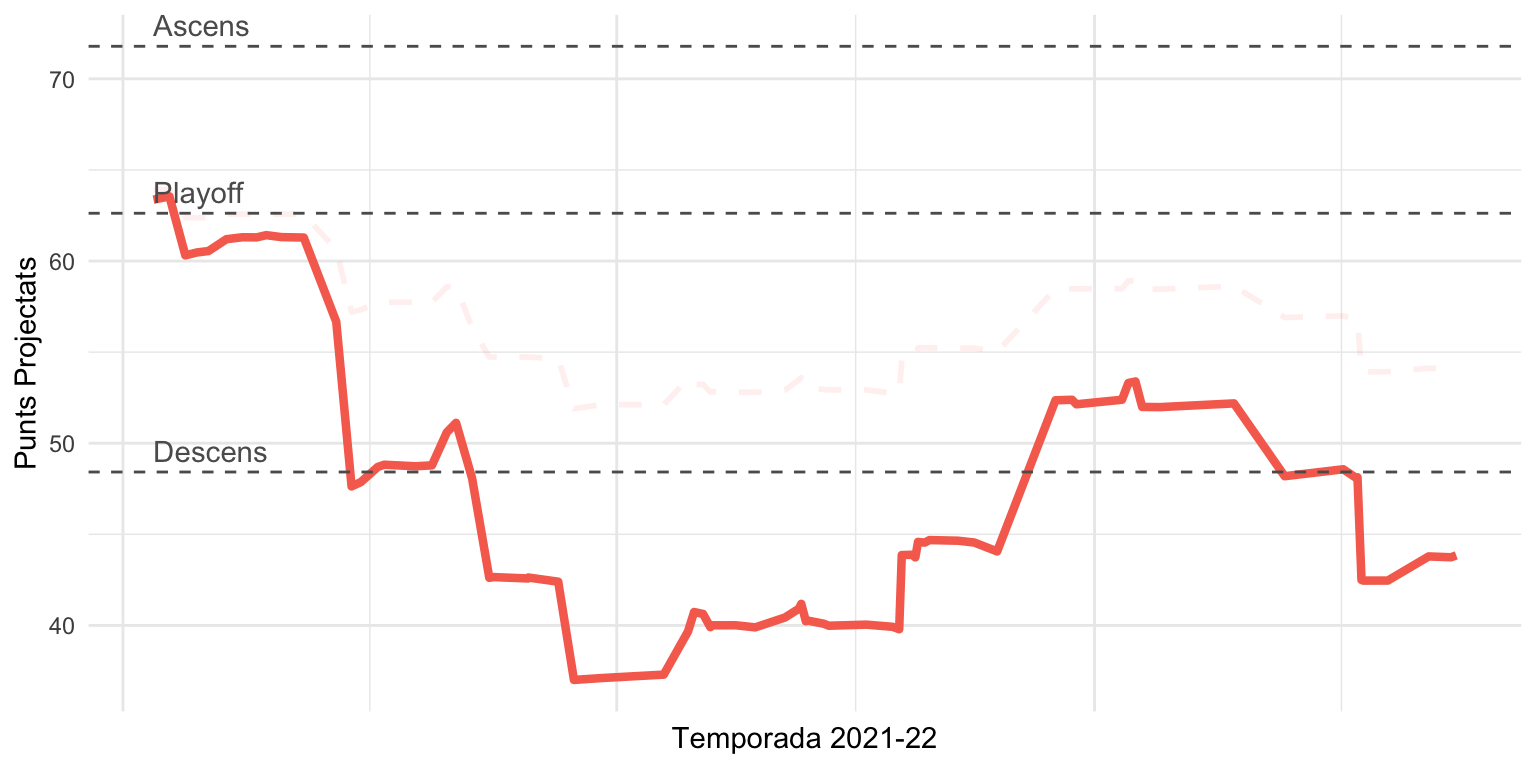 Ascens
70
Playoff
60
Punts Projectats
50
Descens
40
Temporada 2021-22